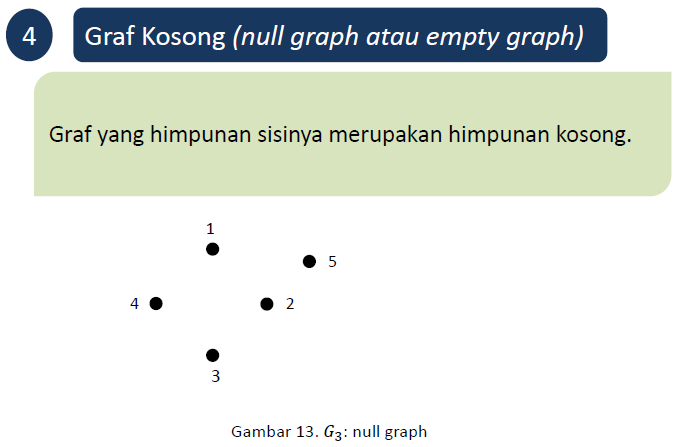 4 Graf Kosong (null graph atau empty graph)
Graf yang himpunan sisinya merupakan himpunan kosong.
1
5
4
2
3
Gambar 13. G₃: null graph